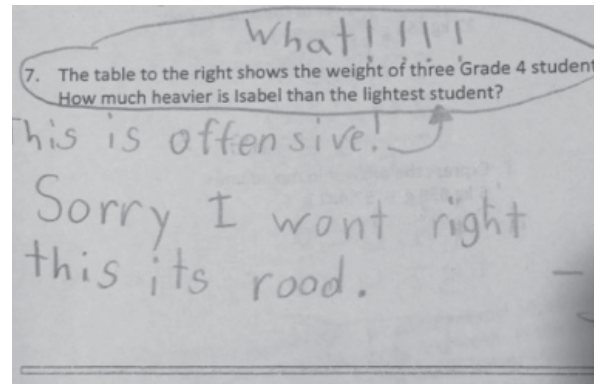 What!!!!
7. The table to the right shows the weight of three Grade 4 student
How much heavier is Isabel than the lightest student?
This is offensive!
Sorry I wont right
this its rood.